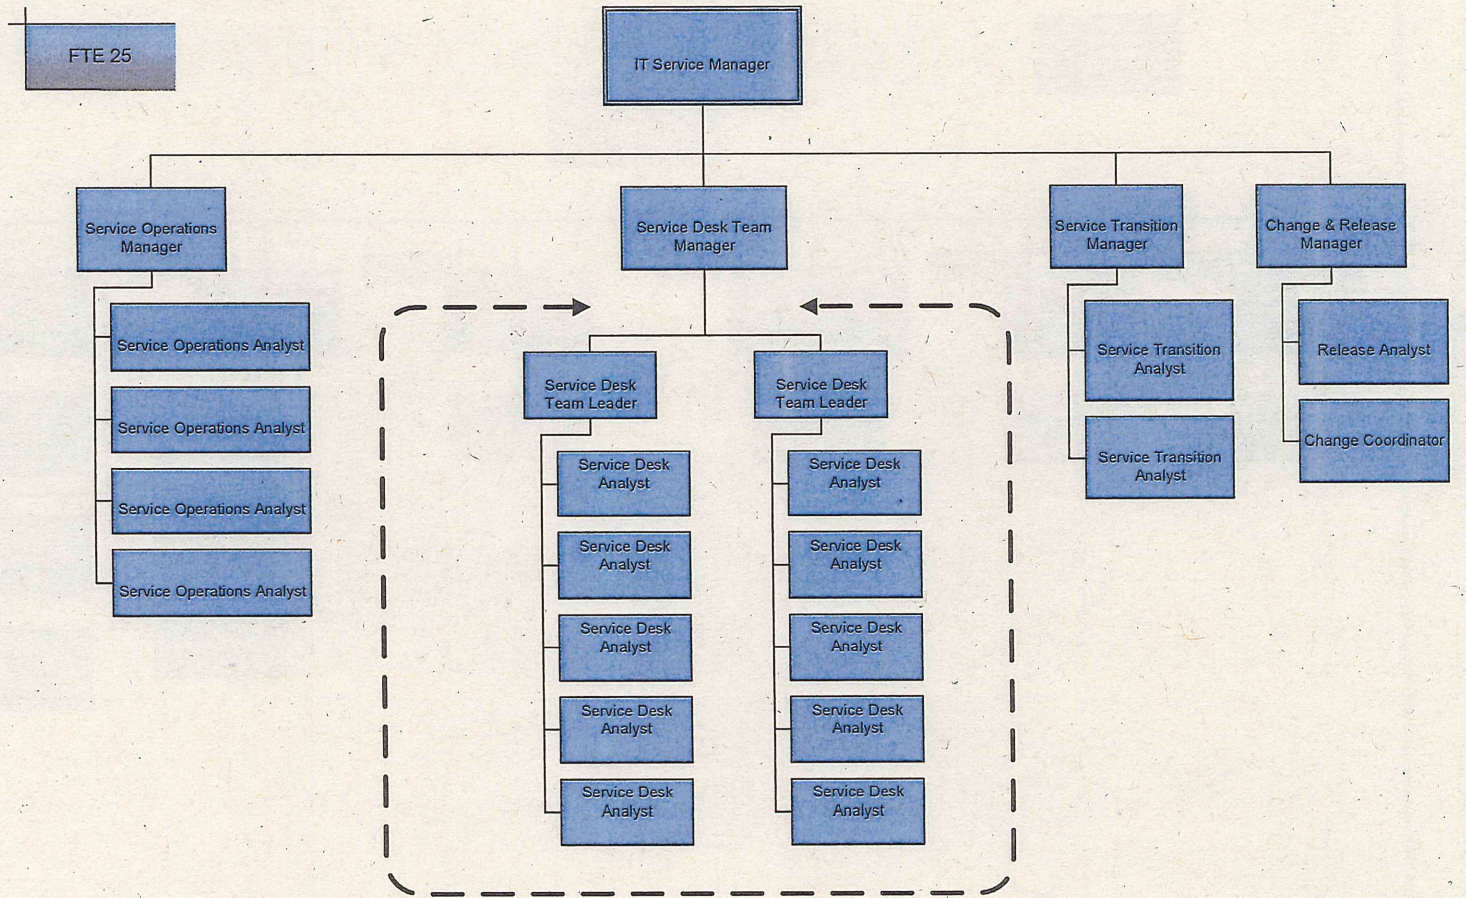 FTE 25
IT Service Manager
Service Operations
Manager
Service Desk Team
Manager
Service Transition
Manager
Change & Release
Manager
Service Operations Analyst
Service Operations Analyst
Service Operations Analyst
Service Operations Analyst
Service Desk
Team Leader
Service Desk
Analyst
Service Desk
Analyst
Service Desk
Analyst
Service Desk
Analyst
Service Desk
Analyst
Service Desk
Team Leader
Service Desk
Analyst
Service Desk
Analyst
Service Desk
Analyst
Service Desk
Analyst
Service Desk
Analyst
Service Transition
Analyst
Service Transition
Analyst
Release Analyst
Change Coordinator